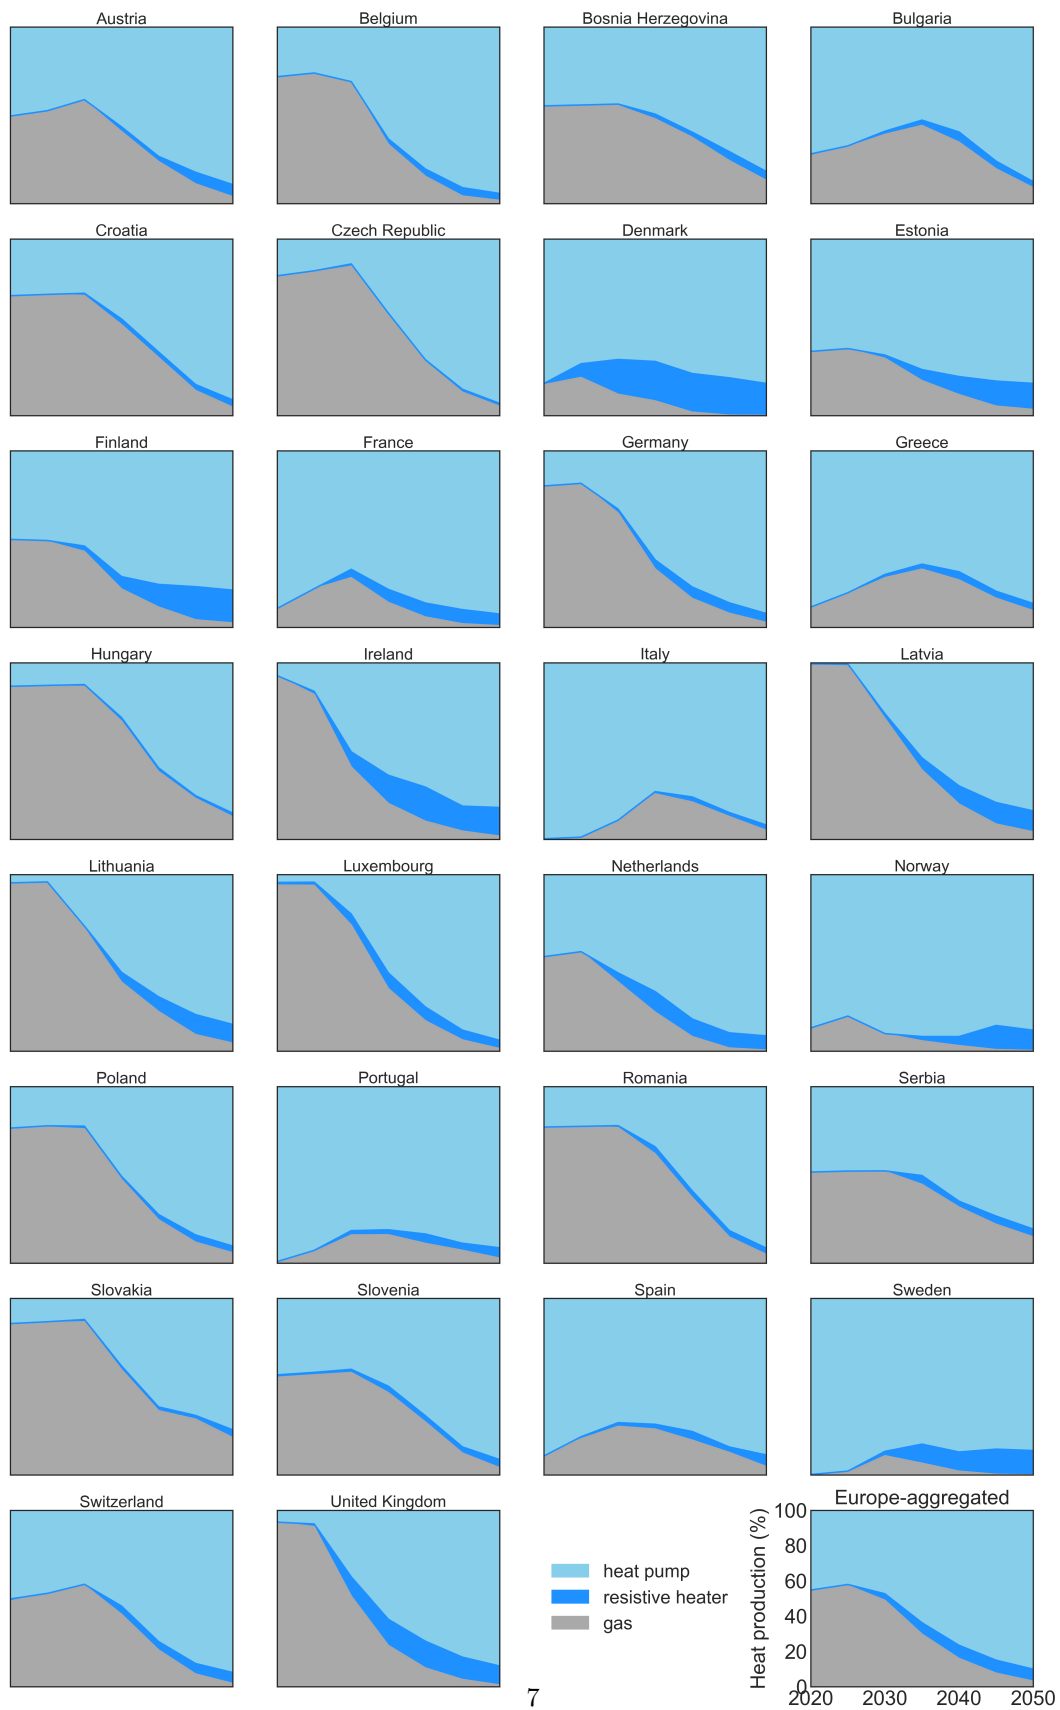 Austria
Belgium
Bosnia Herzegovina
Bulgaria
Croatia
Czech Republic
Denmark
Estonia
Finland
France
Germany
Greece
Hungary
Ireland
Italy
Latvia
Lithuania
Luxembourg
Netherlands
Norway
Poland
Portugal
Romania
Serbia
Slovakia
Slovenia
Spain
Sweden
Switzerland
United Kingdom
heat pump
resistive heater
gas
Europe-aggregated
Heat production (%)
100
80
60
40
20
0
2020
2030
2040
2050
7